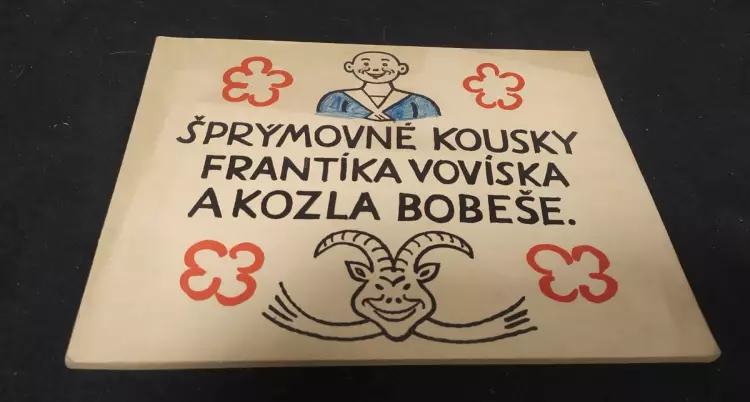 ŠPRÝMOVNÉ KOUSKY
FRANTÍKA VOVÍSKA
A KOZLA BOBEŠE.